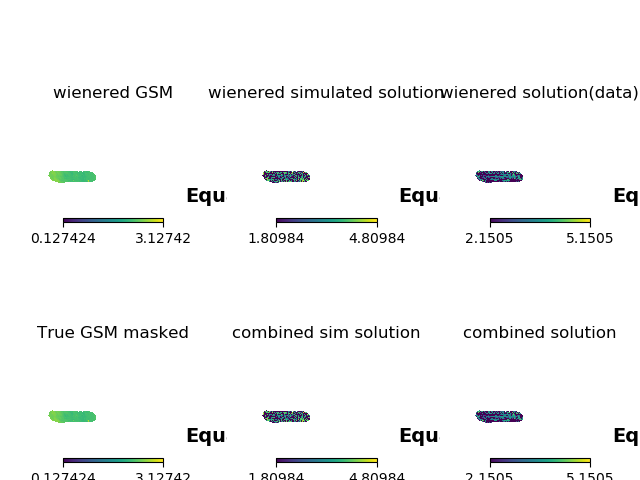 wienered GSM wienered simulated solution wienered solution(data)
Equ Equ Eq
0.127424 3.12742 1.80984 4.80984 2.1505 5.1505
True GSM masked combined sim solution combined solution
Equ Equ Eq
0.127424 3.12742 1.80984 4.80984 2.1505 5.1505